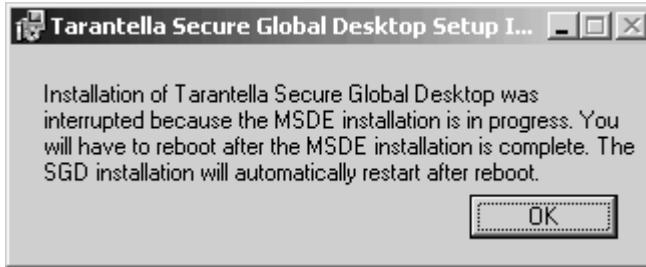 Tarantella Secure Global Desktop Setup I...
Installation of Tarantella Secure Global Desktop was
interrupted because the MSDE installation is in progress. You
will have to reboot after the MSDE installation is complete. The
SGD installation will automatically restart after reboot.
OK